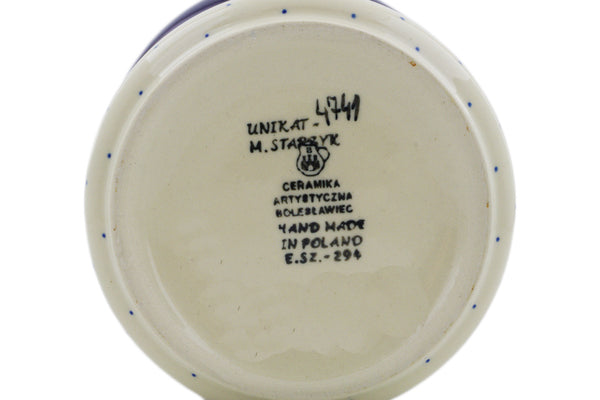 UNIKAT - 4741
M. STARZYK
CERAMIKA
ARTYSTYCZNA
BOLESŁAWIEC
HAND MADE
IN POLAND
E.SZ.-294